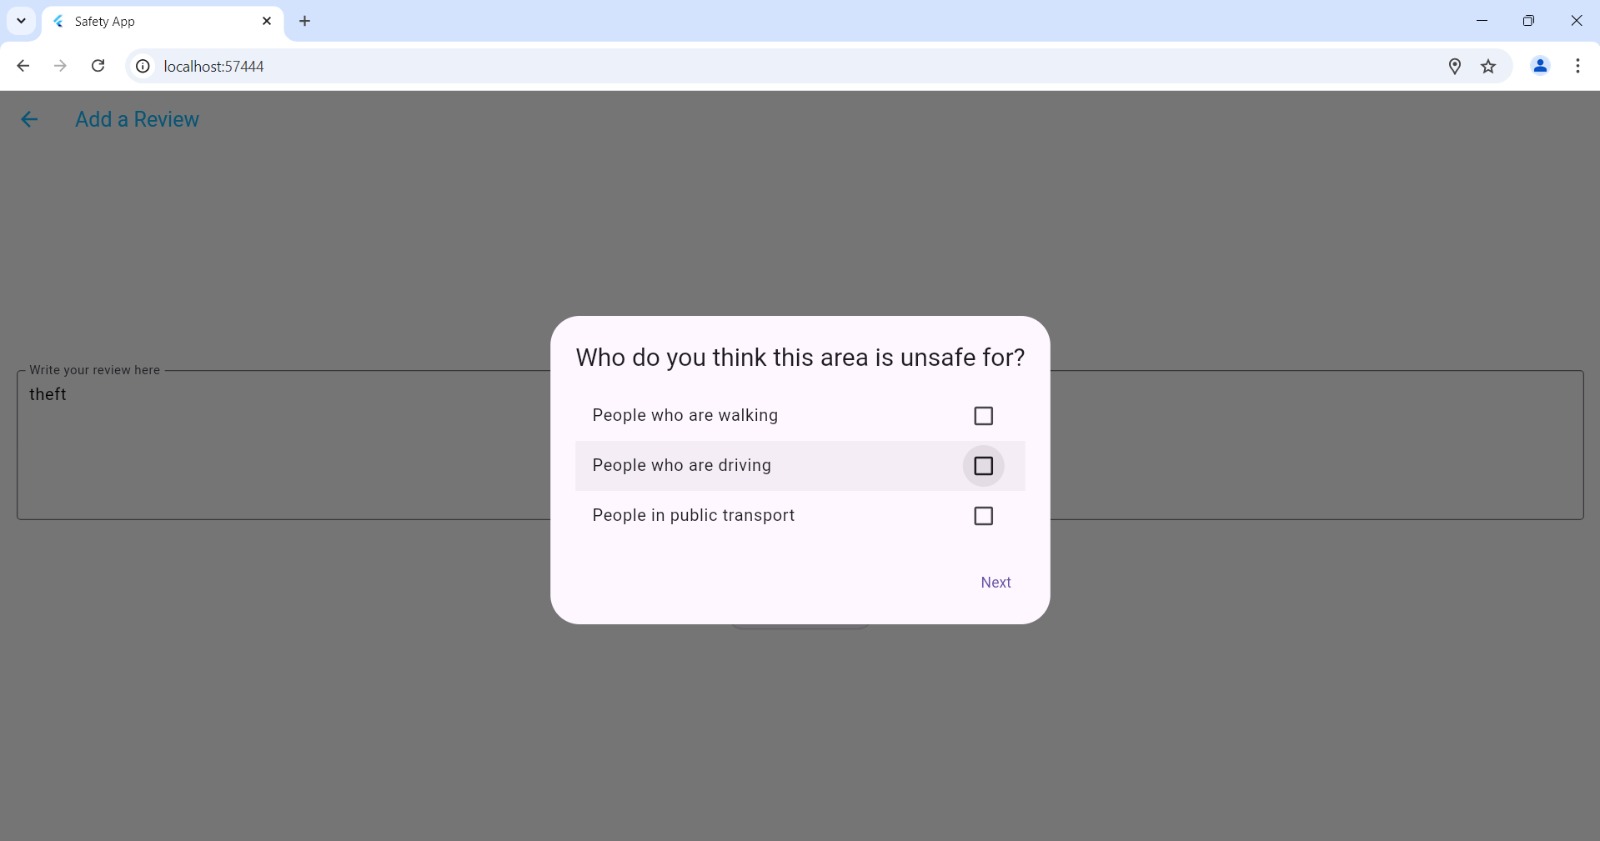 Safety App
localhost:57444
Add a Review
Who do you think this area is unsafe for?
Write your review here
theft
People who are walking
People who are driving
People in public transport
Next